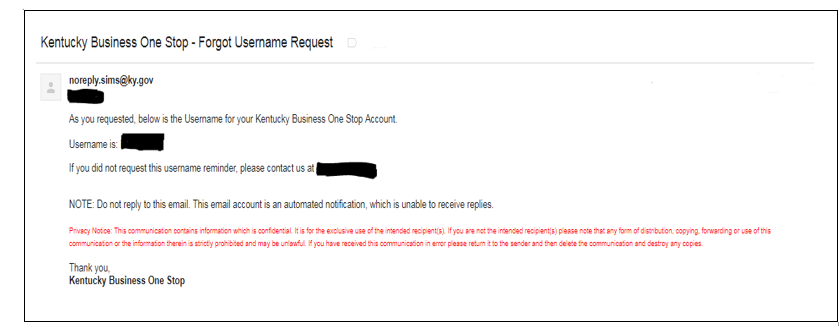 Kentucky Business One Stop - Forgot Username Request
noreply.sims@ky.gov
As you requested, below is the Username for your Kentucky Business One Stop Account.
Username is:
If you did not request this username reminder, please contact us at
NOTE: Do not reply to this email. This email account is an automated notification, which is unable to receive replies.
Privacy Notice: This communication contains information which is confidential. It is for the exclusive use of the intended recipient(s). If you are not the intended recipient(s) please note that any form of distribution, copying, forwarding or use of this
communication or the information therein is strictly prohibited and may be unlawful. If you have received this communication in error please return it to the sender and then delete the communication and destroy any copies.
Thank you,
Kentucky Business One Stop